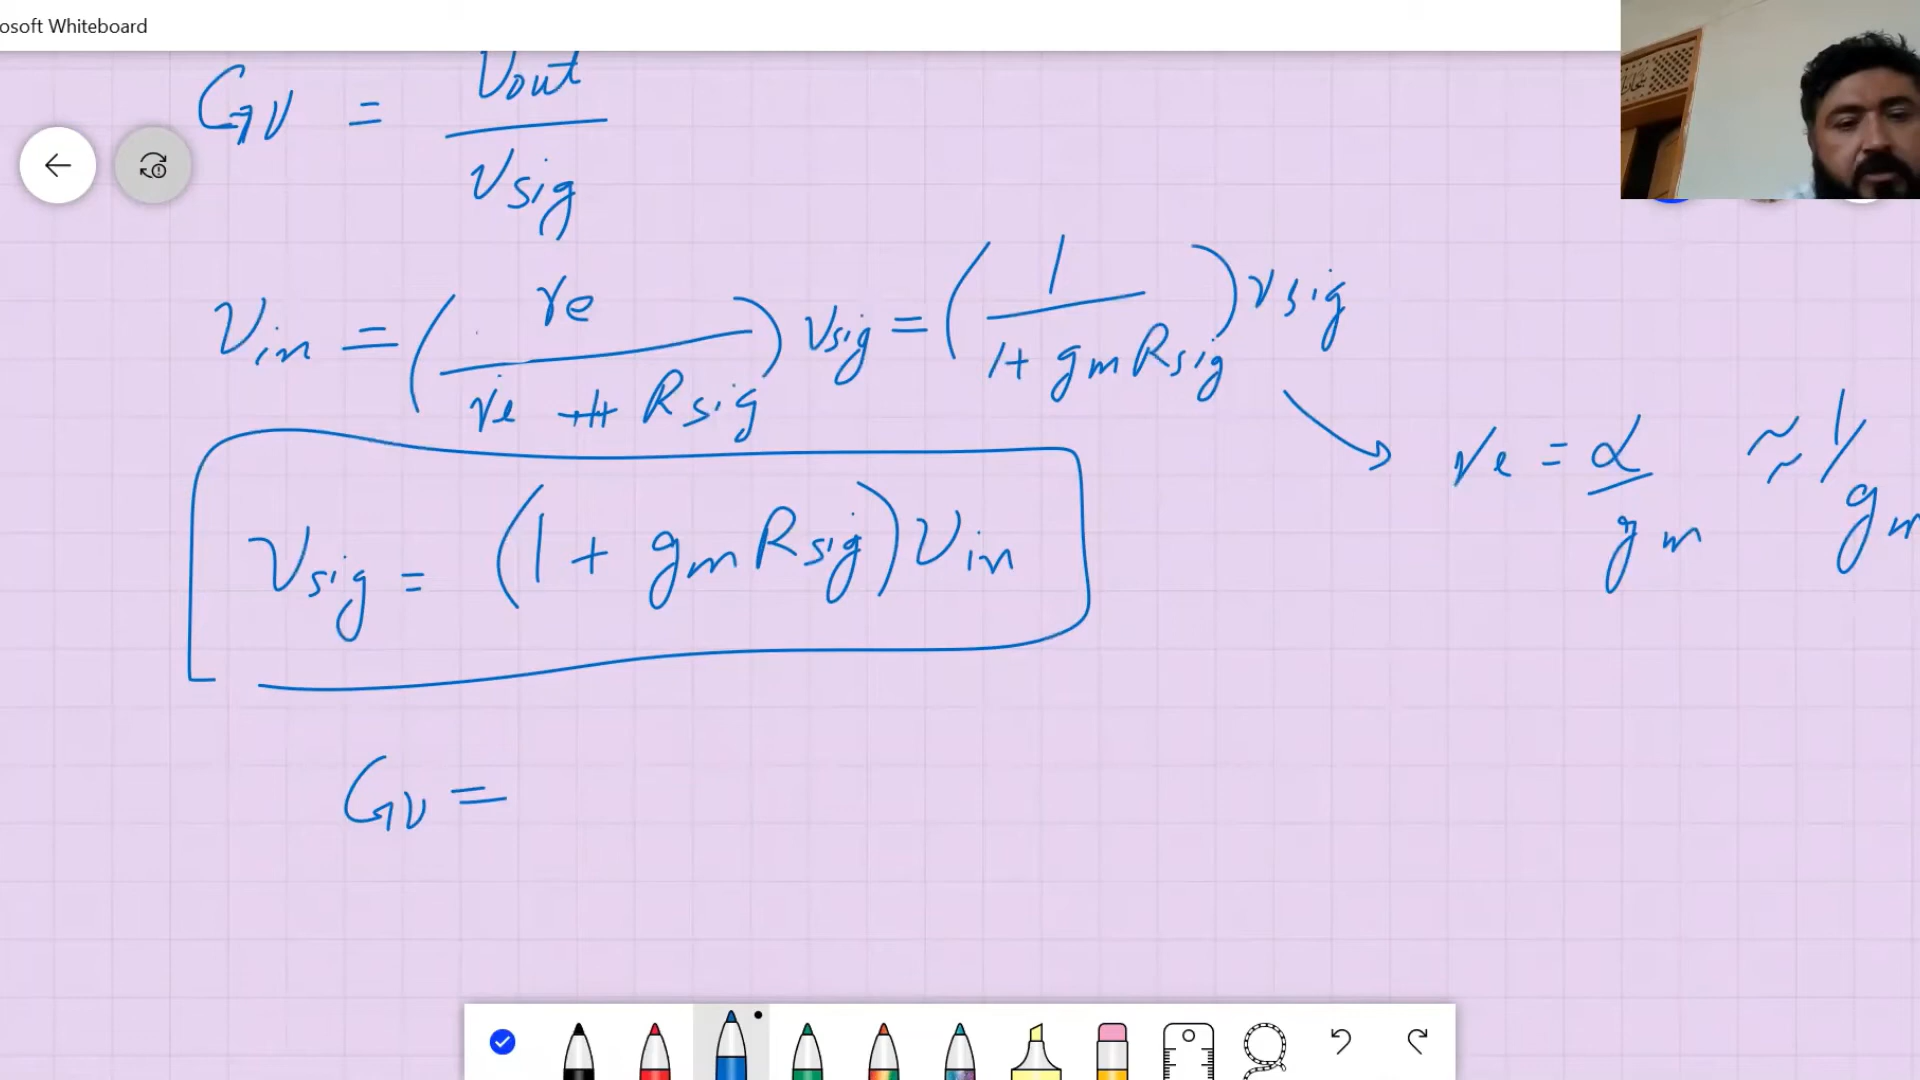 osoft Whiteboard
Gv = Vout / Vsig
Vin = (re / re + Rsig) Vsig = (1 / 1 + gmRsig) Vsig
re = α / gm ≈ 1/gm
Vsig = (1 + gmRsig) Vin
Gv =